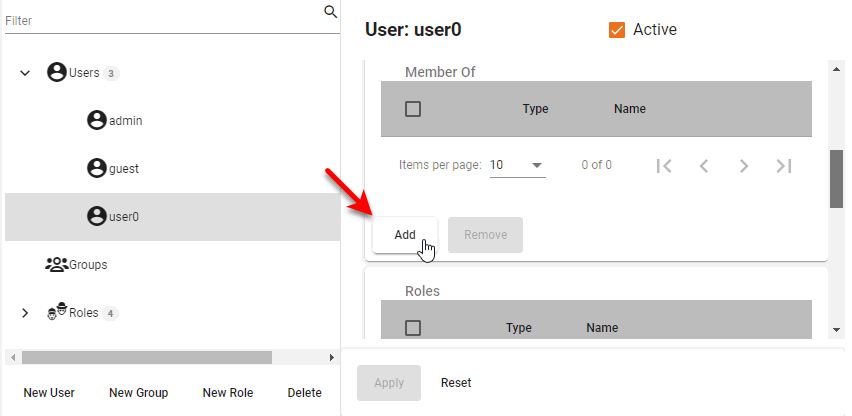 Filter
Users 3
admin
guest
user0
Groups
Roles 4
New User New Group New Role Delete
User: user0 Active
Member Of
Type Name
Items per page: 10 0 of 0
Add Remove
Roles
Type Name
Apply Reset